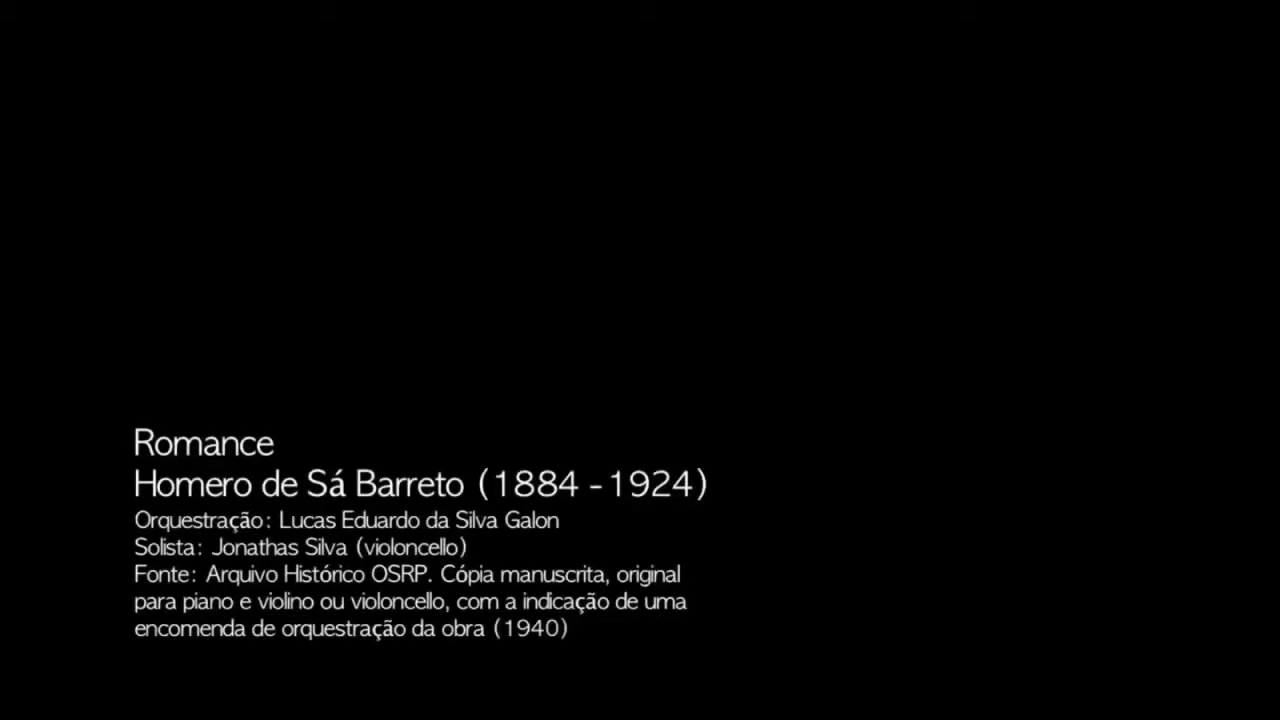 Romance
Homero de Sá Barreto (1884 - 1924)
Orquestração: Lucas Eduardo da Silva Galon
Solista: Jonathas Silva (violoncello)
Fonte: Arquivo Histórico OSRP. Cópia manuscrita, original
para piano e violino ou violoncello, com a indicação de uma
encomenda de orquestração da obra (1940)